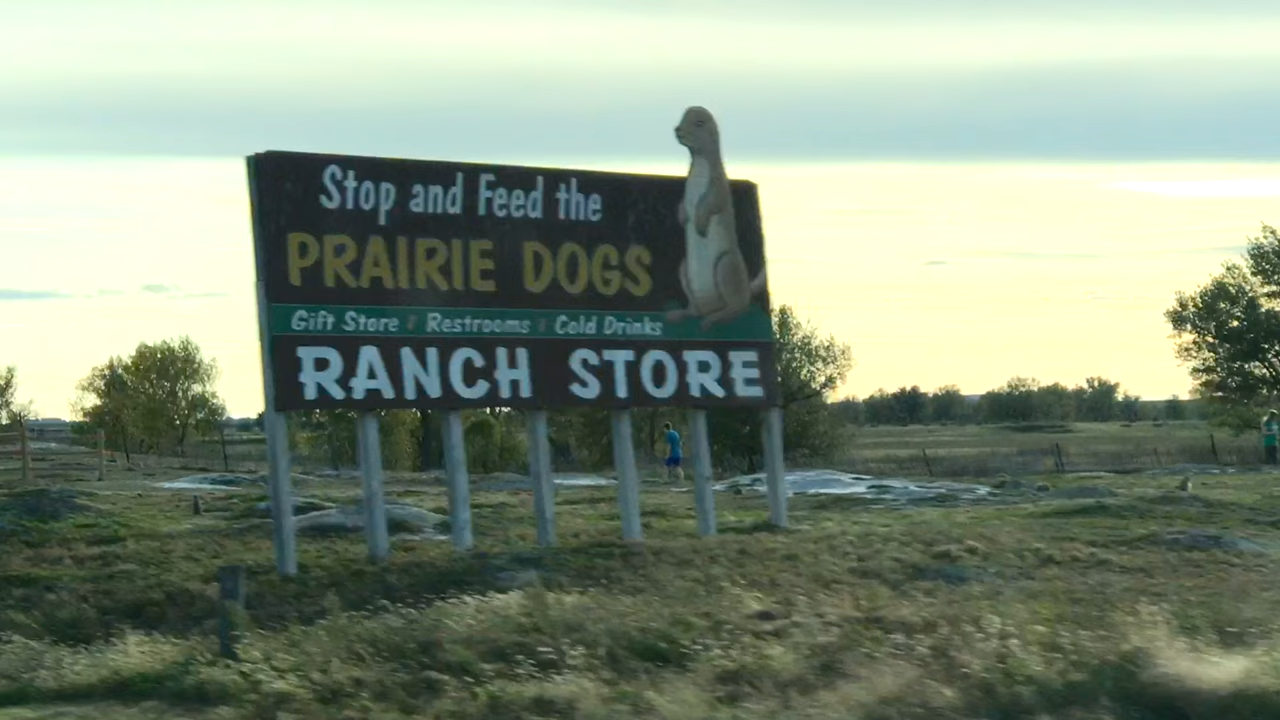 Stop and Feed the
PRAIRIE DOGS
Gift Store Restrooms Cold Drinks
RANCH STORE